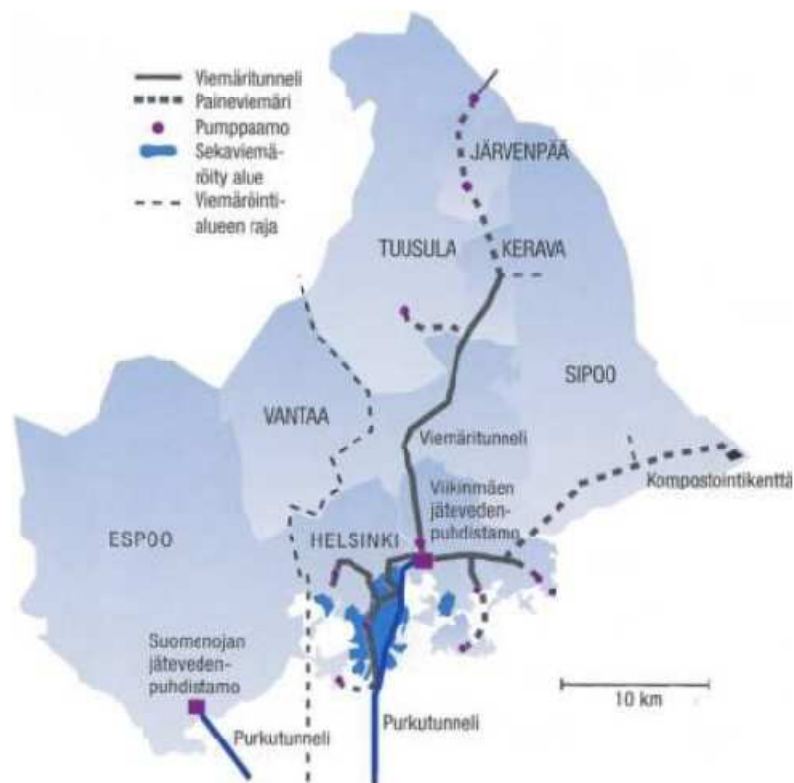 Viemäritunneli
Paineviemäri
Pumppaamo
Sekaviemä-
röity alue
Viemäröinti-
alueen raja
JÄRVENPÄÄ
TUUSULA
KERAVA
SIPOO
VANTAA
Viemäritunneli
Kompostointikenttä
Viikinmäen
jäteveden-
puhdistamo
ESPOO
HELSINKI
Suomenojan
jäteveden-
puhdistamo
10 km
Purkutunneli
Purkutunneli